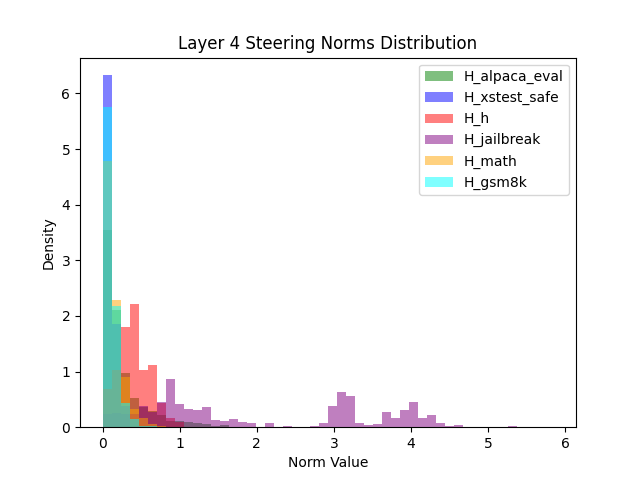 Layer 4 Steering Norms Distribution
H_alpaca_eval
H_xstest_safe
H_h
H_jailbreak
H_math
H_gsm8k
Density
6
5
4
3
2
1
0
0 1 2 3 4 5 6
Norm Value